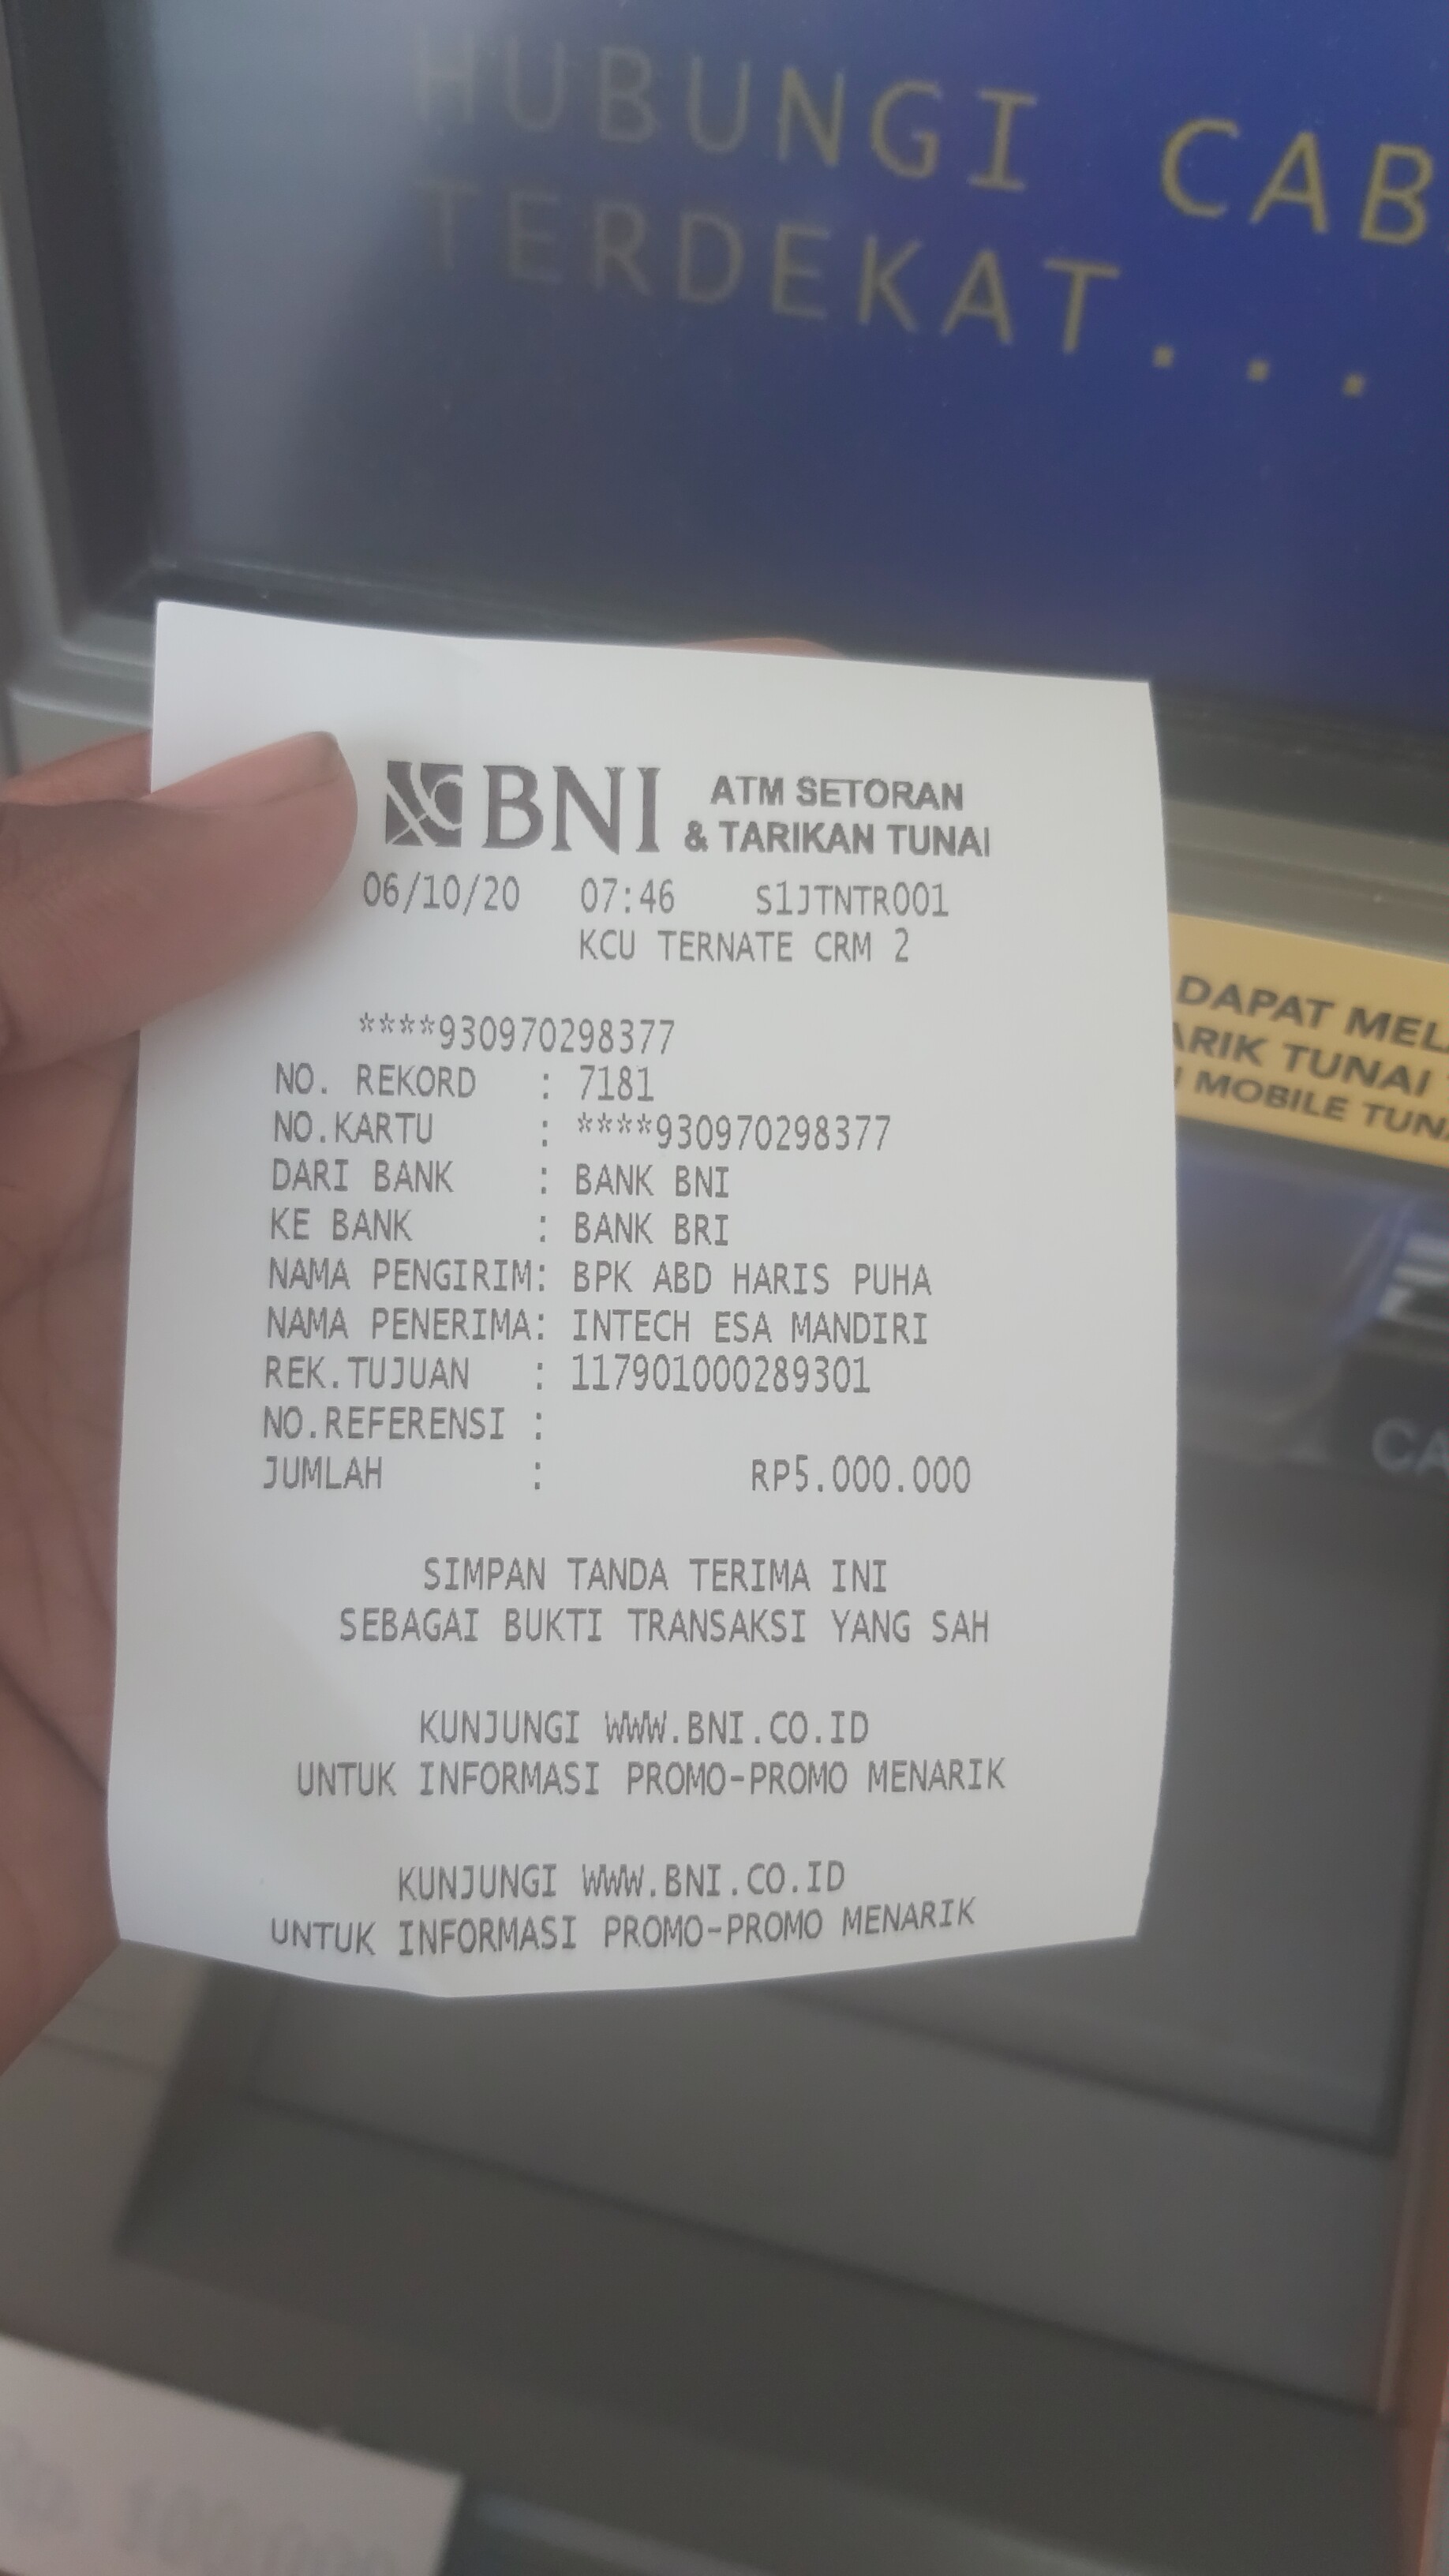 HUBUNGI CAB
TERDEKAT...
BNI ATM SETORAN
& TARIKAN TUNAI
06/10/20 07:46 S1JTNTR001
KCU TERNATE CRM 2
****930970298377
NO. REKORD : 7181
NO.KARTU : ****930970298377
DARI BANK : BANK BNI
KE BANK : BANK BRI
NAMA PENGIRIM: BPK ABD HARIS PUHA
NAMA PENERIMA: INTECH ESA MANDIRI
REK.TUJUAN : 117901000289301
NO.REFERENSI :
JUMLAH : RP5.000.000
SIMPAN TANDA TERIMA INI
SEBAGAI BUKTI TRANSAKSI YANG SAH
KUNJUNGI WWW.BNI.CO.ID
UNTUK INFORMASI PROMO-PROMO MENARIK
KUNJUNGI WWW.BNI.CO.ID
UNTUK INFORMASI PROMO-PROMO MENARIK
DAPAT MEL
ARIK TUNAI
MOBILE TUN
CA